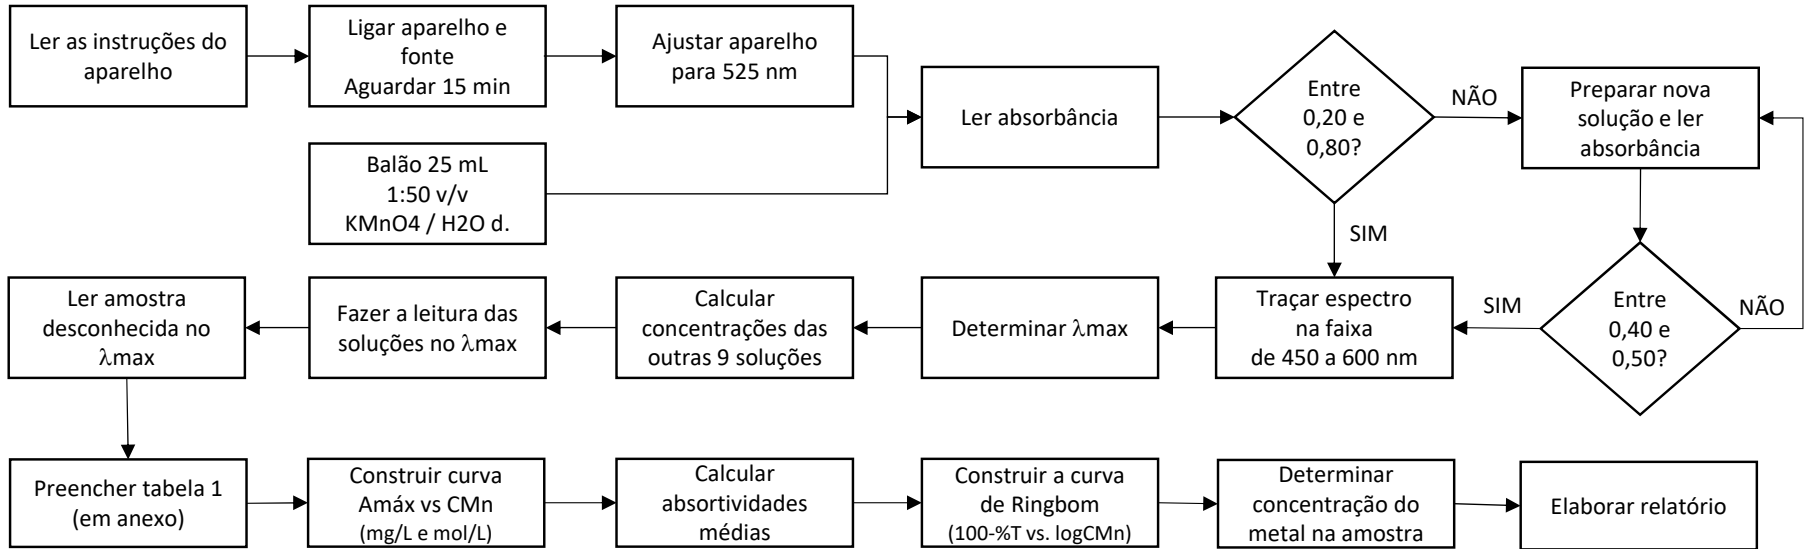 Ler as instruções do
aparelho
Ligar aparelho e
fonte
Aguardar 15 min
Ajustar aparelho
para 525 nm
Balão 25 mL
1:50 v/v
KMnO4 / H2O d.
Ler absorbância
Entre
0,20 e
0,80?
NÃO
SIM
Preparar nova
solução e ler
absorbância
Entre
0,40 e
0,50?
NÃO
SIM
Traçar espectro
na faixa
de 450 a 600 nm
Determinar λmax
Calcular
concentrações das
outras 9 soluções
Fazer a leitura das
soluções no λmax
Ler amostra
desconhecida no
λmax
Preencher tabela 1
(em anexo)
Construir curva
Amáx vs CMn
(mg/L e mol/L)
Calcular
absortividades
médias
Construir a curva
de Ringbom
(100-%T vs. logCMn)
Determinar
concentração do
metal na amostra
Elaborar relatório